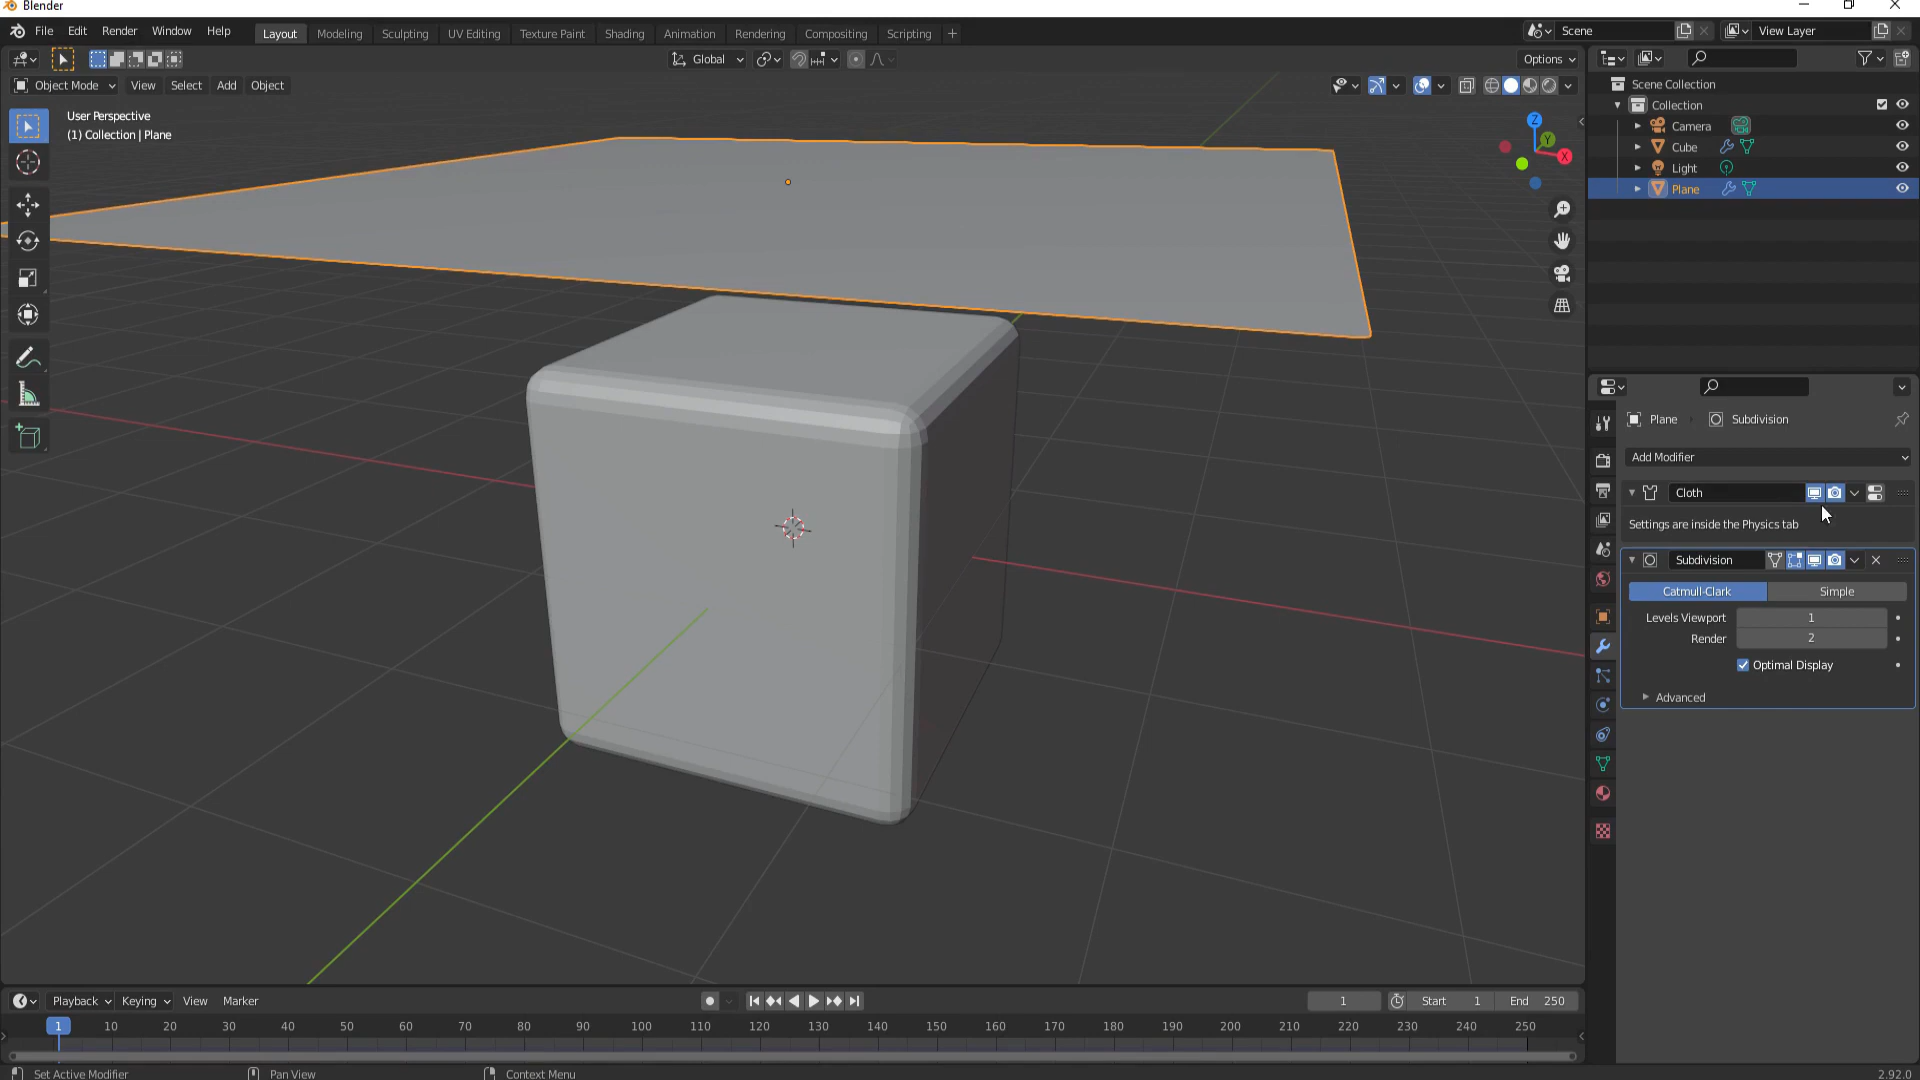 Blender
File Edit Render Window Help Layout Modeling Sculpting UV Editing Texture Paint Shading Animation Rendering Compositing Scripting + Scene View Layer
Global Options
Object Mode View Select Add Object
User Perspective
(1) Collection | Plane
Z
Y
X
Scene Collection
Collection
Camera
Cube
Light
Plane
Plane Subdivision
Add Modifier
Cloth
Settings are inside the Physics tab
Subdivision
Catmull-Clark Simple
Levels Viewport 1
Render 2
Optimal Display
Advanced
Playback Keying View Marker 1 Start 1 End 250
1 10 20 30 40 50 60 70 80 90 100 110 120 130 140 150 160 170 180 190 200 210 220 230 240 250
Set Active Modifier Pan View Context Menu 2.92.0